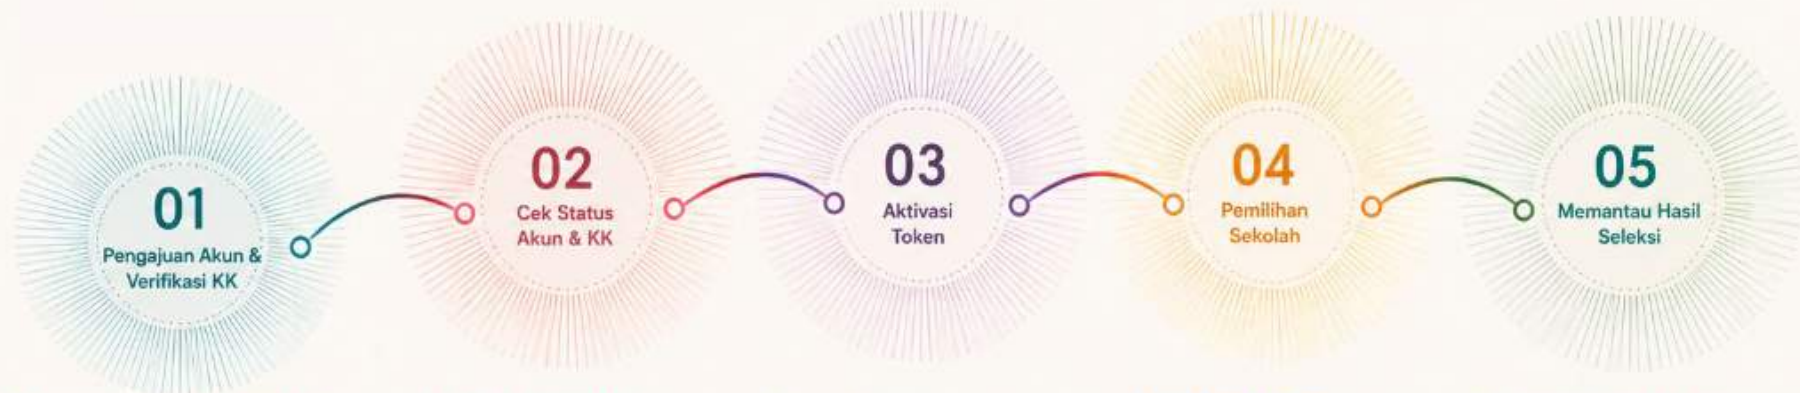 01
Pengajuan Akun &
Verifikasi KK
02
Cek Status
Akun & KK
03
Aktivasi
Token
04
Pemilihan
Sekolah
05
Memantau Hasil
Seleksi